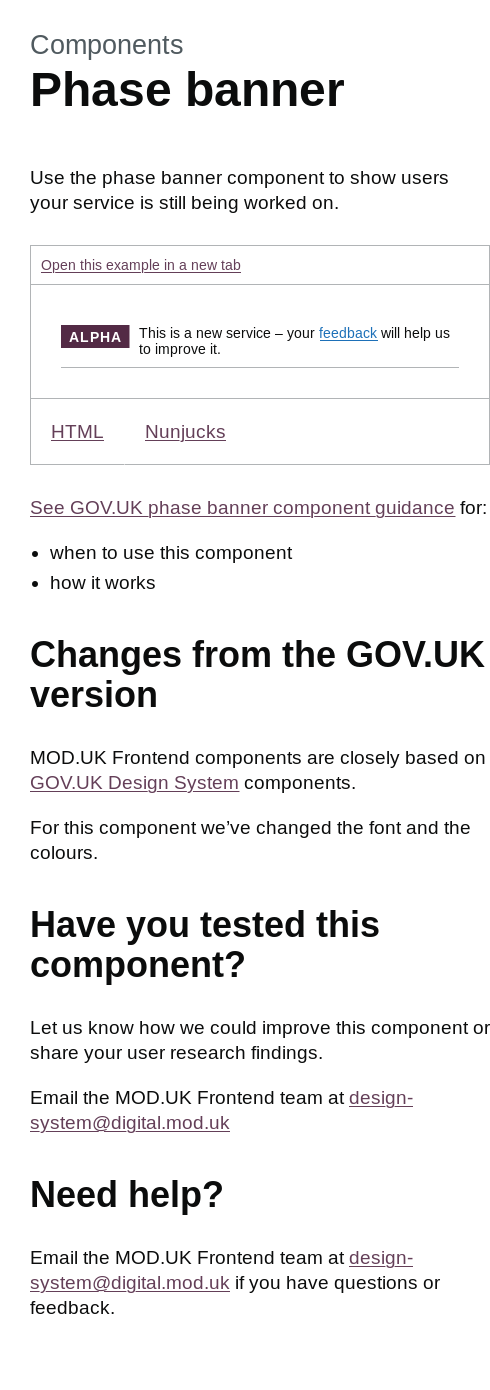 Components
Phase banner
Use the phase banner component to show users
your service is still being worked on.
Open this example in a new tab
ALPHA This is a new service – your feedback will help us
to improve it.
HTML Nunjucks
See GOV.UK phase banner component guidance for:
• when to use this component
• how it works
Changes from the GOV.UK
version
MOD.UK Frontend components are closely based on
GOV.UK Design System components.
For this component we’ve changed the font and the
colours.
Have you tested this
component?
Let us know how we could improve this component or
share your user research findings.
Email the MOD.UK Frontend team at design-
system@digital.mod.uk
Need help?
Email the MOD.UK Frontend team at design-
system@digital.mod.uk if you have questions or
feedback.